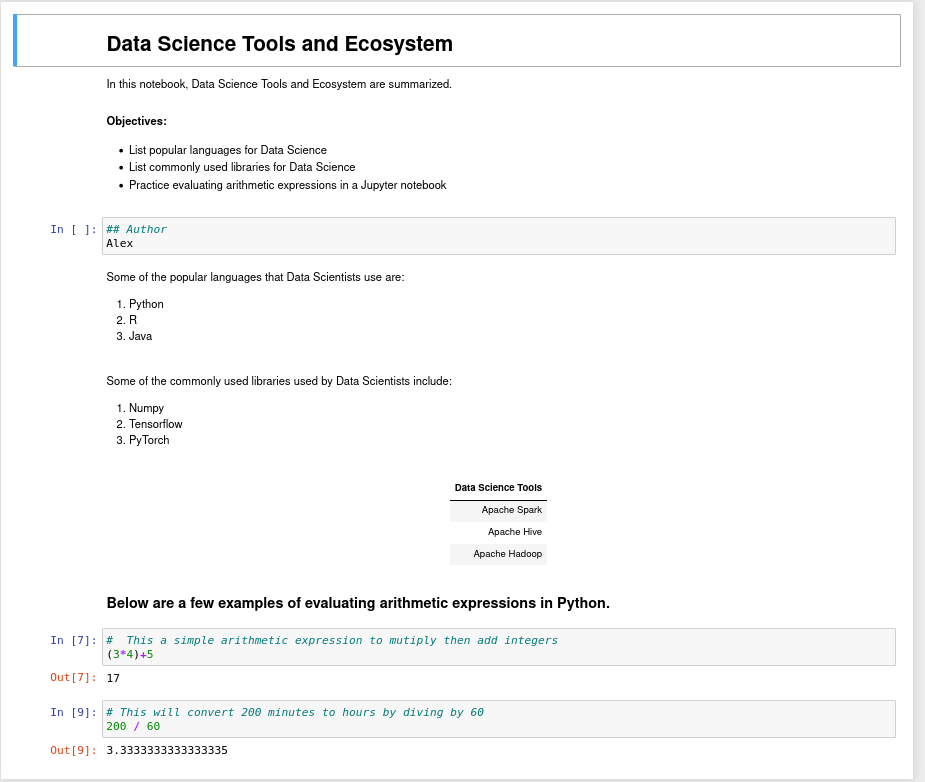 Data Science Tools and Ecosystem
In this notebook, Data Science Tools and Ecosystem are summarized.
Objectives:
• List popular languages for Data Science
• List commonly used libraries for Data Science
• Practice evaluating arithmetic expressions in a Jupyter notebook
In [ ]: ## Author
Alex
Some of the popular languages that Data Scientists use are:
1. Python
2. R
3. Java
Some of the commonly used libraries used by Data Scientists include:
1. Numpy
2. Tensorflow
3. PyTorch
Data Science Tools
Apache Spark
Apache Hive
Apache Hadoop
Below are a few examples of evaluating arithmetic expressions in Python.
In [7]: #  This a simple arithmetic expression to mutiply then add integers
(3*4)+5
Out[7]: 17
In [9]: # This will convert 200 minutes to hours by diving by 60
200 / 60
Out[9]: 3.3333333333333335